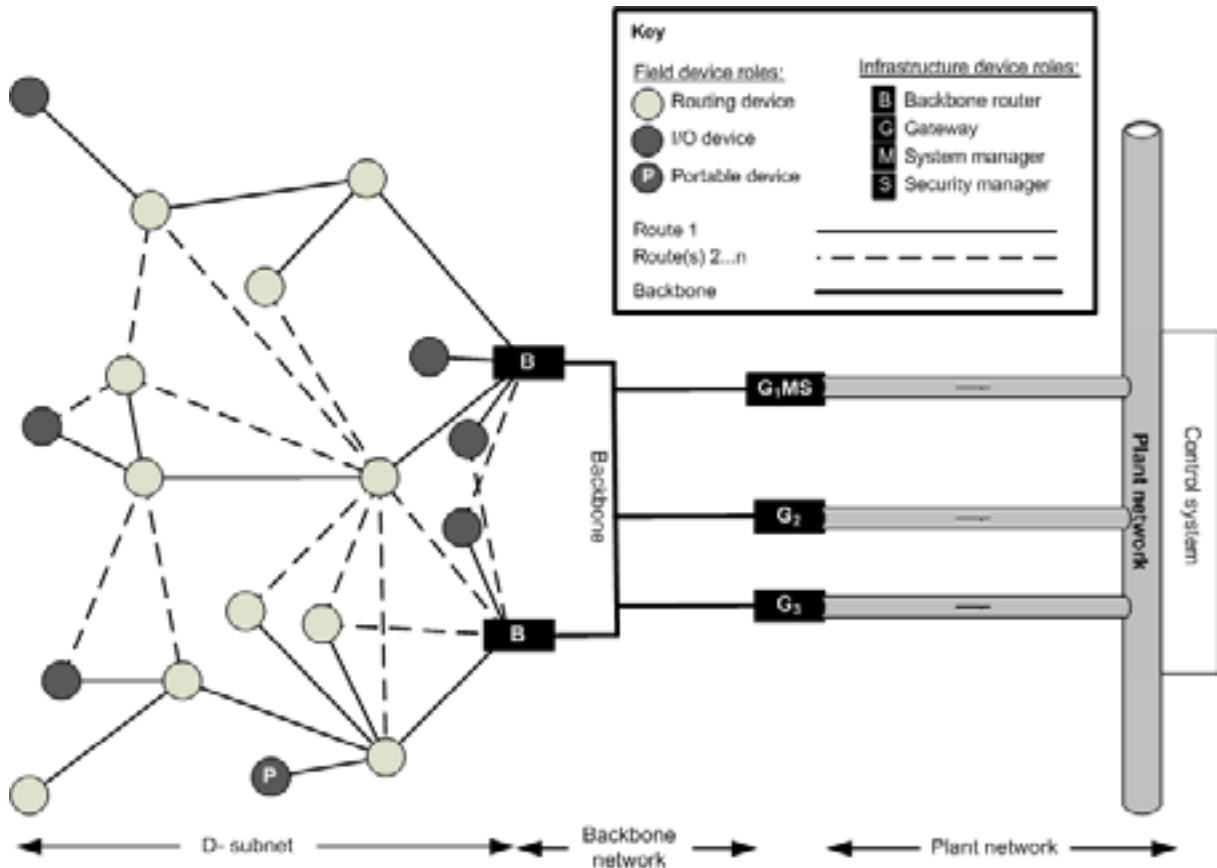 Key
Field device roles:
Routing device
I/O device
P Portable device
Infrastructure device roles:
B Backbone router
G Gateway
M System manager
S Security manager
Route 1
Route(s) 2...n
Backbone
B
G₁MS
Backbone
G₂
G₃
B
P
Plant network
Control system
D- subnet
Backbone
network
Plant network